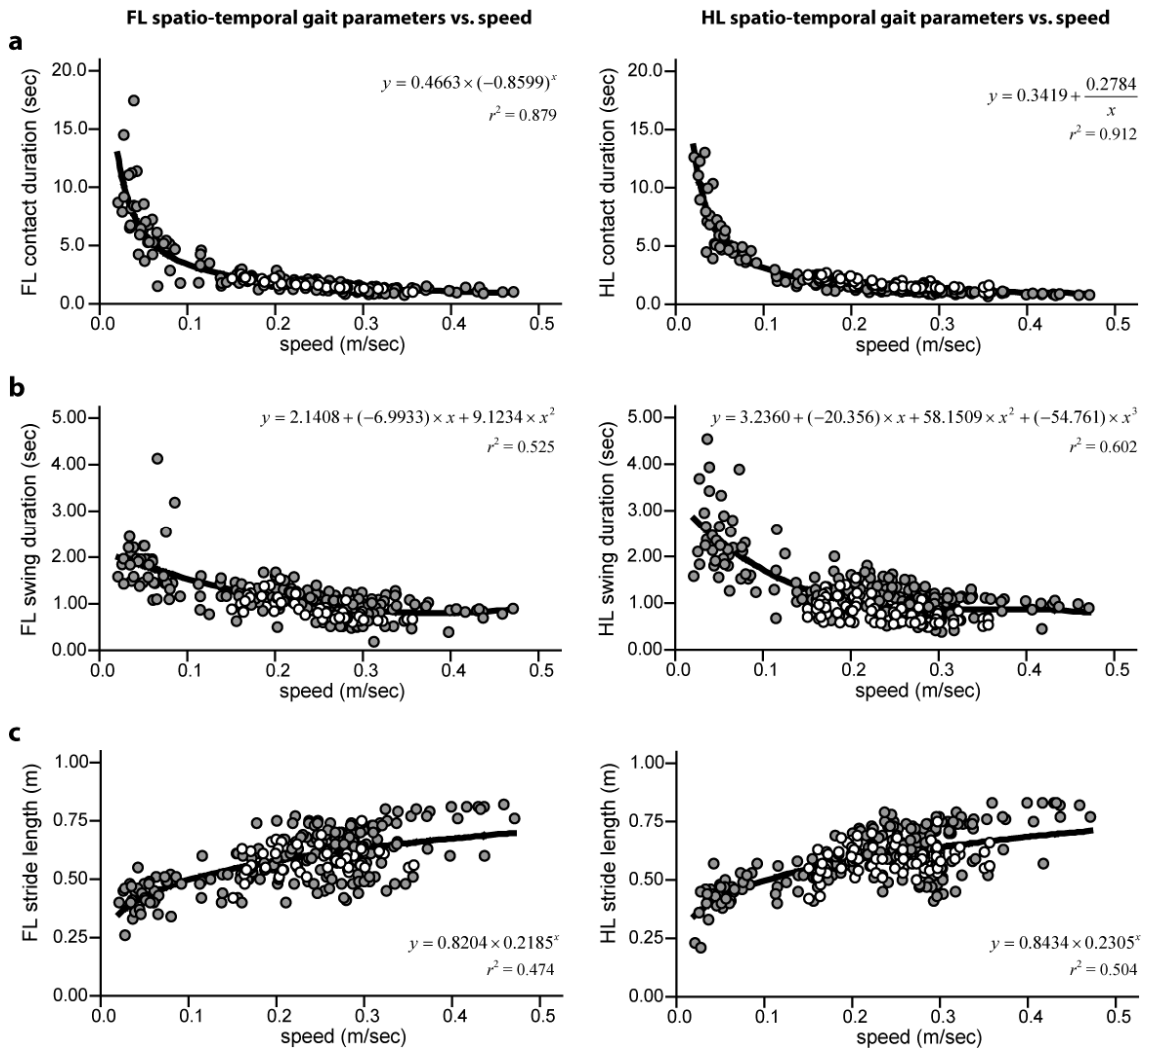 FL spatio-temporal gait parameters vs. speed
HL spatio-temporal gait parameters vs. speed
a
FL contact duration (sec)
20.0
15.0
10.0
5.0
0.0
y = 0.4663 × (−0.8599)^x
r² = 0.879
0.0 0.1 0.2 0.3 0.4 0.5
speed (m/sec)
HL contact duration (sec)
20.0
15.0
10.0
5.0
0.0
y = 0.3419 + 0.2784/x
r² = 0.912
0.0 0.1 0.2 0.3 0.4 0.5
speed (m/sec)
b
FL swing duration (sec)
5.00
4.00
3.00
2.00
1.00
0.00
y = 2.1408 + (−6.9933) × x + 9.1234 × x²
r² = 0.525
0.0 0.1 0.2 0.3 0.4 0.5
speed (m/sec)
HL swing duration (sec)
5.00
4.00
3.00
2.00
1.00
0.00
y = 3.2360 + (−20.356) × x + 58.1509 × x² + (−54.761) × x³
r² = 0.602
0.0 0.1 0.2 0.3 0.4 0.5
speed (m/sec)
c
FL stride length (m)
1.00
0.75
0.50
0.25
0.00
y = 0.8204 × 0.2185^x
r² = 0.474
0.0 0.1 0.2 0.3 0.4 0.5
speed (m/sec)
HL stride length (m)
1.00
0.75
0.50
0.25
0.00
y = 0.8434 × 0.2305^x
r² = 0.504
0.0 0.1 0.2 0.3 0.4 0.5
speed (m/sec)